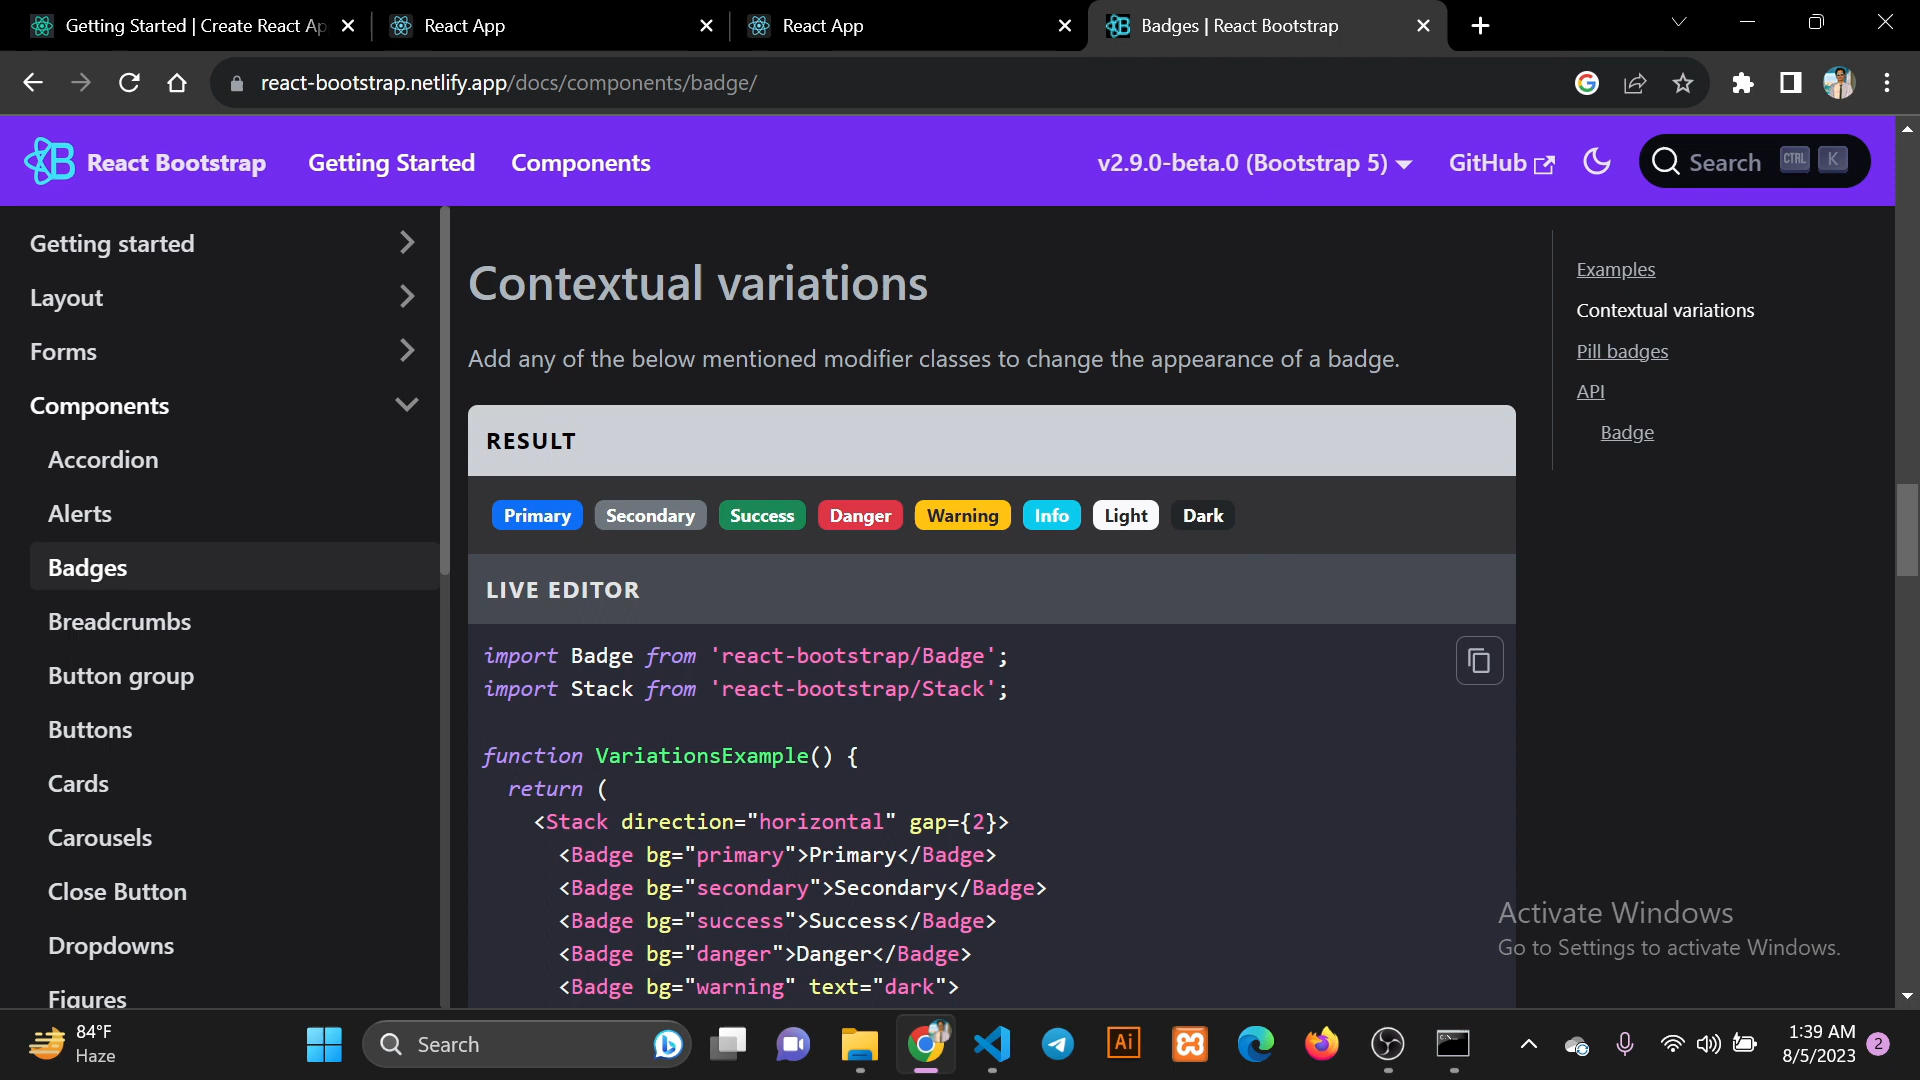 Getting Started | Create React Ap
React App
React App
Badges | React Bootstrap
react-bootstrap.netlify.app/docs/components/badge/
React Bootstrap
Getting Started
Components
v2.9.0-beta.0 (Bootstrap 5)
GitHub
Search
CTRL
K
Getting started
Layout
Forms
Components
Accordion
Alerts
Badges
Breadcrumbs
Button group
Buttons
Cards
Carousels
Close Button
Dropdowns
Figures
Contextual variations
Add any of the below mentioned modifier classes to change the appearance of a badge.
RESULT
Primary Secondary Success Danger Warning Info Light Dark
LIVE EDITOR
import Badge from 'react-bootstrap/Badge';
import Stack from 'react-bootstrap/Stack';
function VariationsExample() {
return (
<Stack direction="horizontal" gap={2}>
<Badge bg="primary">Primary</Badge>
<Badge bg="secondary">Secondary</Badge>
<Badge bg="success">Success</Badge>
<Badge bg="danger">Danger</Badge>
<Badge bg="warning" text="dark">
Examples
Contextual variations
Pill badges
API
Badge
Activate Windows
Go to Settings to activate Windows.
84°F
Haze
Search
Ai
1:39 AM
8/5/2023
2